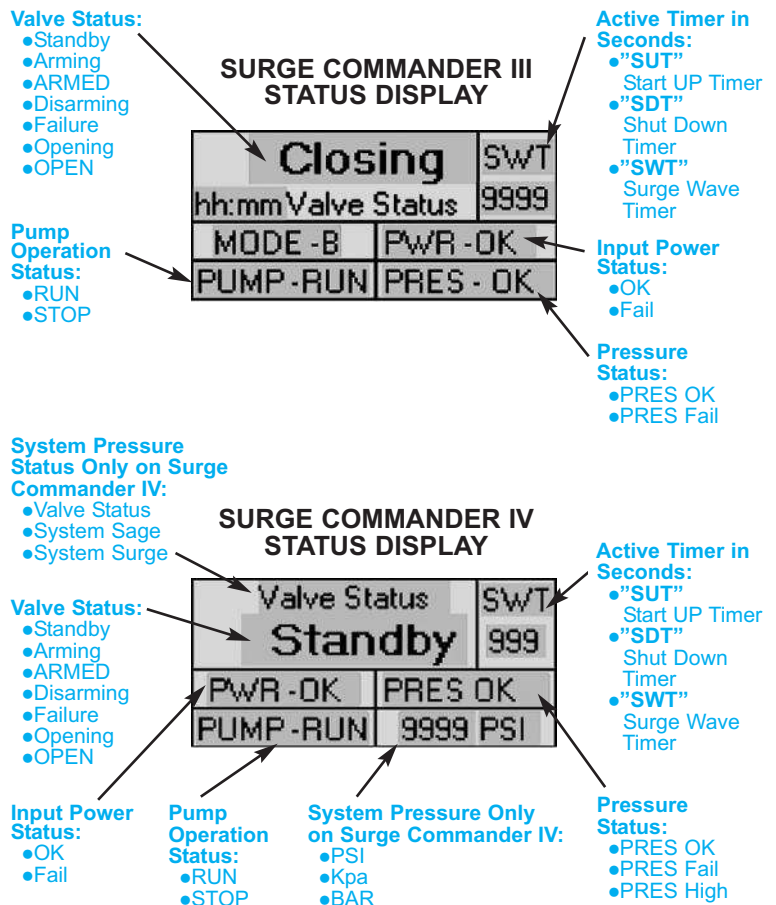 Valve Status:
●Standby
●Arming
●ARMED
●Disarming
●Failure
●Opening
●OPEN
Pump
Operation
Status:
●RUN
●STOP
SURGE COMMANDER III
STATUS DISPLAY
Closing
SWT
hh:mm Valve Status
9999
MODE-B
PWR-OK
PUMP-RUN
PRES - OK
Active Timer in
Seconds:
●"SUT"
Start UP Timer
●"SDT"
Shut Down
Timer
●"SWT"
Surge Wave
Timer
Input Power
Status:
●OK
●Fail
Pressure
Status:
●PRES OK
●PRES Fail
System Pressure
Status Only on Surge
Commander IV:
●Valve Status
●System Sage
●System Surge
Valve Status:
●Standby
●Arming
●ARMED
●Disarming
●Failure
●Opening
●OPEN
SURGE COMMANDER IV
STATUS DISPLAY
Valve Status
SWT
Standby
999
PWR-OK
PRES OK
PUMP-RUN
9999 PSI
Active Timer in
Seconds:
●"SUT"
Start UP Timer
●"SDT"
Shut Down
Timer
●"SWT"
Surge Wave
Timer
Input Power
Status:
●OK
●Fail
Pump
Operation
Status:
●RUN
●STOP
System Pressure Only
on Surge Commander IV:
●PSI
●Kpa
●BAR
Pressure
Status:
●PRES OK
●PRES Fail
●PRES High